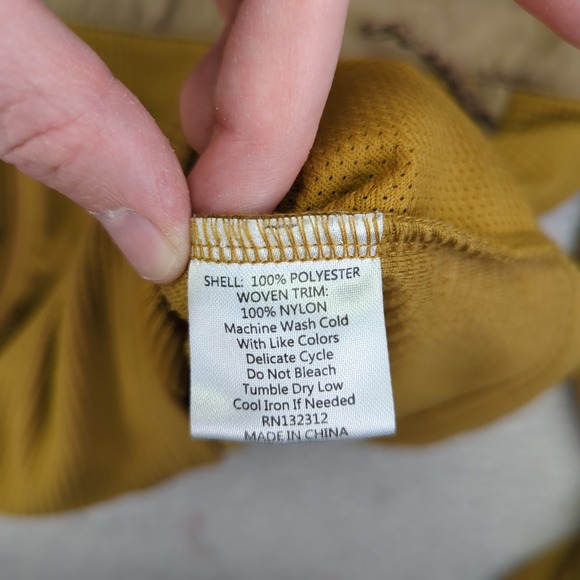 SHELL: 100% POLYESTER
WOVEN TRIM:
100% NYLON
Machine Wash Cold
With Like Colors
Delicate Cycle
Do Not Bleach
Tumble Dry Low
Cool Iron If Needed
RN132312
MADE IN CHINA